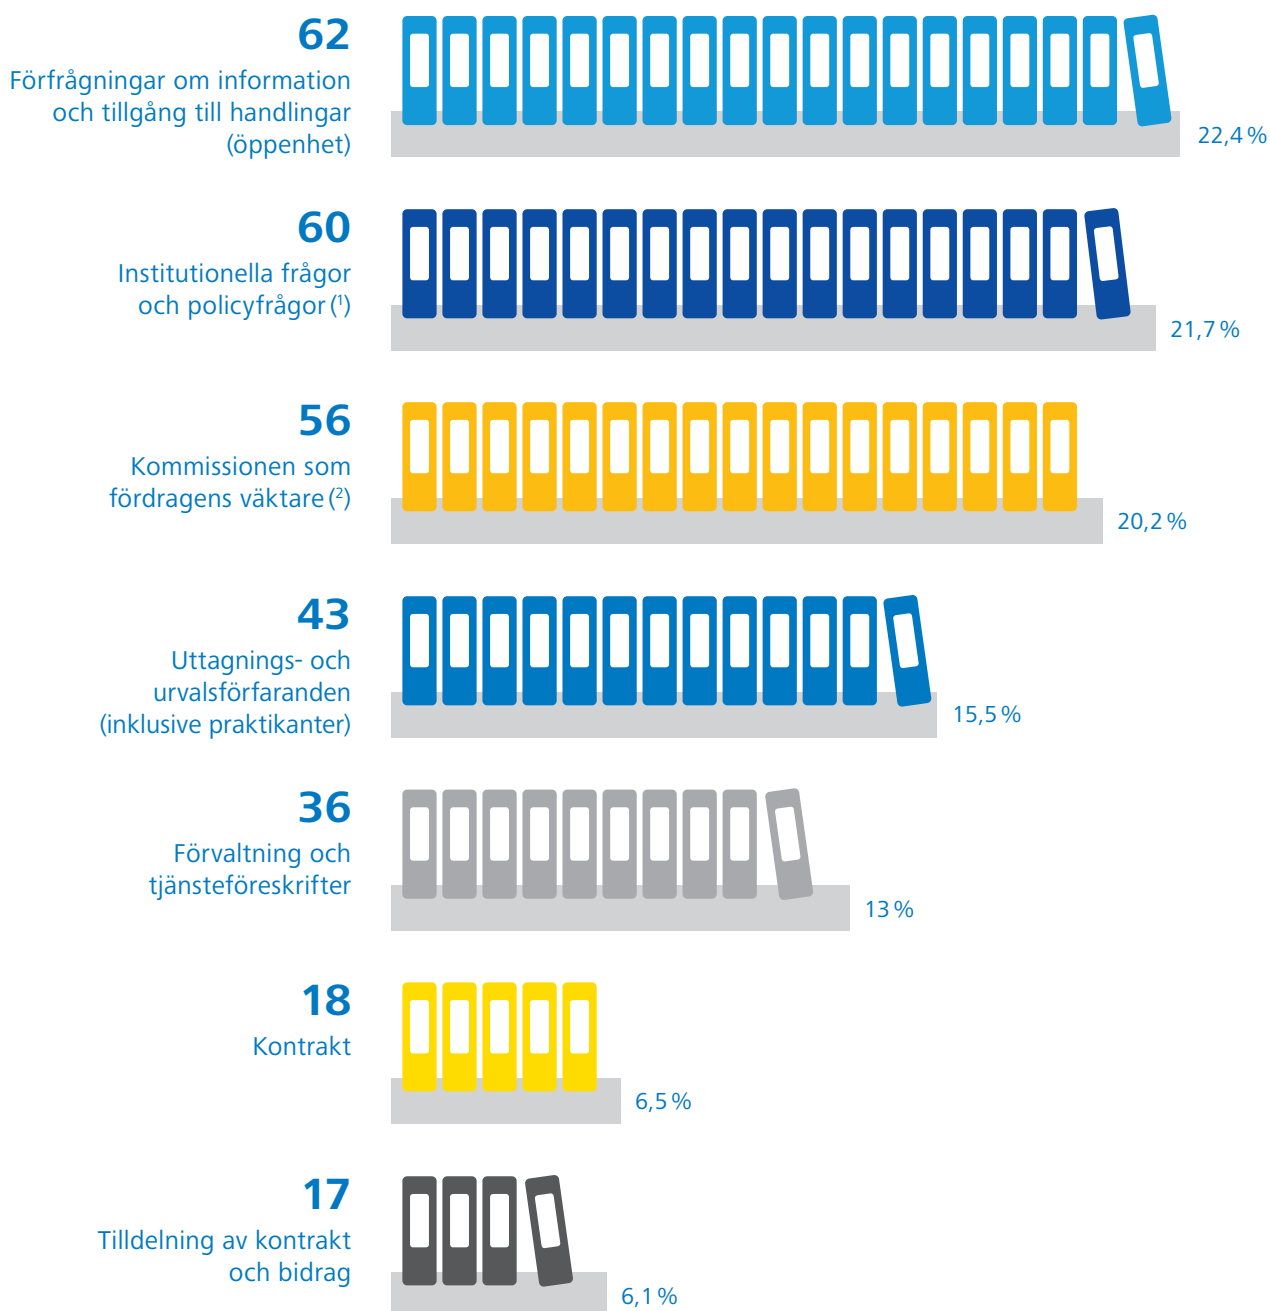 62
Förfrågningar om information
och tillgång till handlingar
(öppenhet)
22,4 %
60
Institutionella frågor
och policyfrågor (¹)
21,7 %
56
Kommissionen som
fördragens väktare (²)
20,2 %
43
Uttagnings- och
urvalsförfaranden
(inklusive praktikanter)
15,5 %
36
Förvaltning och
tjänsteföreskrifter
13 %
18
Kontrakt
6,5 %
17
Tilldelning av kontrakt
och bidrag
6,1 %